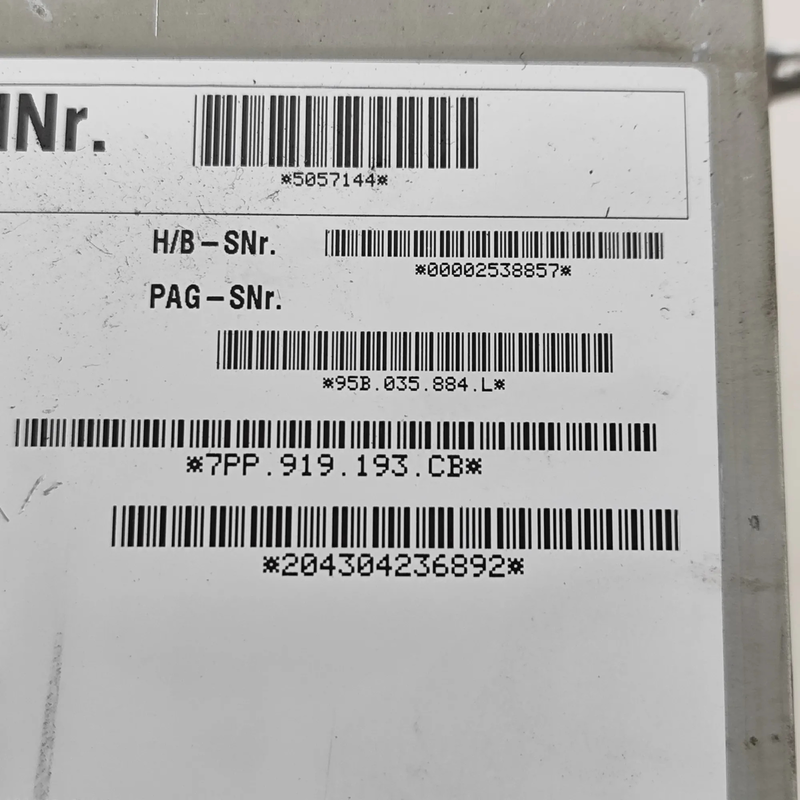 Nr.
*5057144*
H/B-SNr.
*00002538857*
PAG-SNr.
*95B.035.884.L*
*7PP.919.193.CB*
*204304236892*